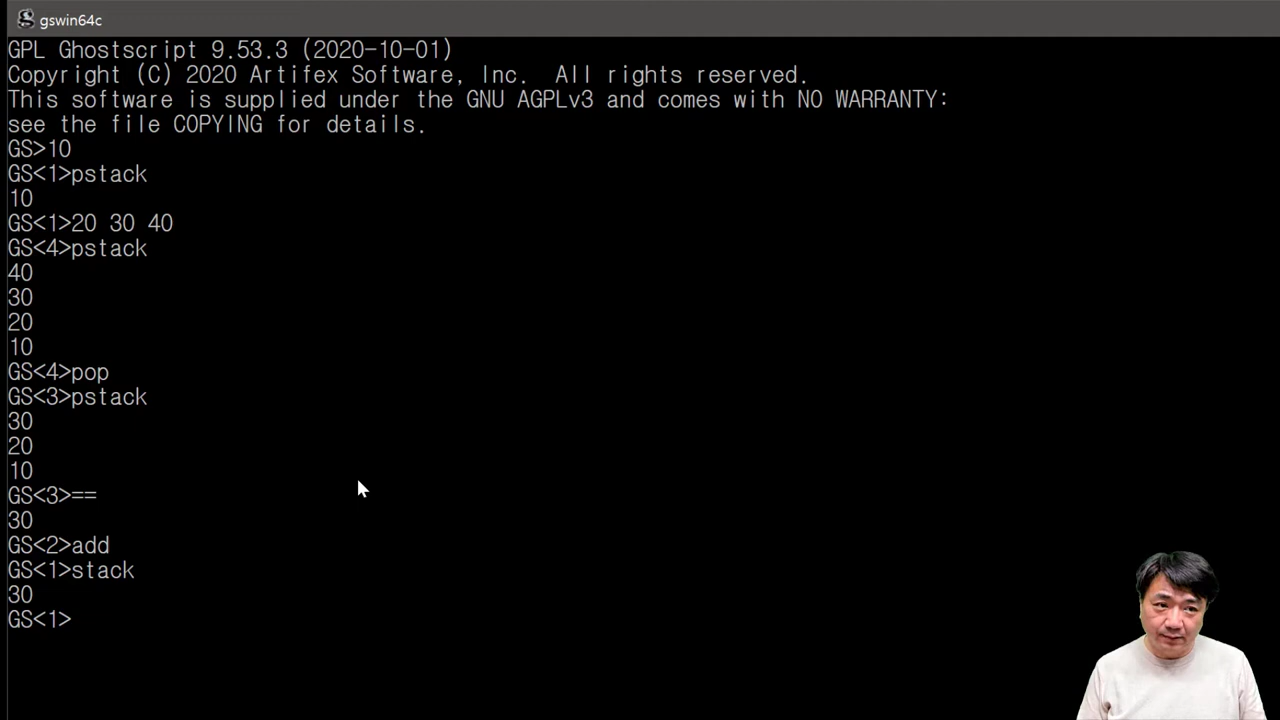 gswin64c
GPL Ghostscript 9.53.3 (2020-10-01)
Copyright (C) 2020 Artifex Software, Inc.  All rights reserved.
This software is supplied under the GNU AGPLv3 and comes with NO WARRANTY:
see the file COPYING for details.
GS>10
GS<1>pstack
10
GS<1>20 30 40
GS<4>pstack
40
30
20
10
GS<4>pop
GS<3>pstack
30
20
10
GS<3>==
30
GS<2>add
GS<1>stack
30
GS<1>